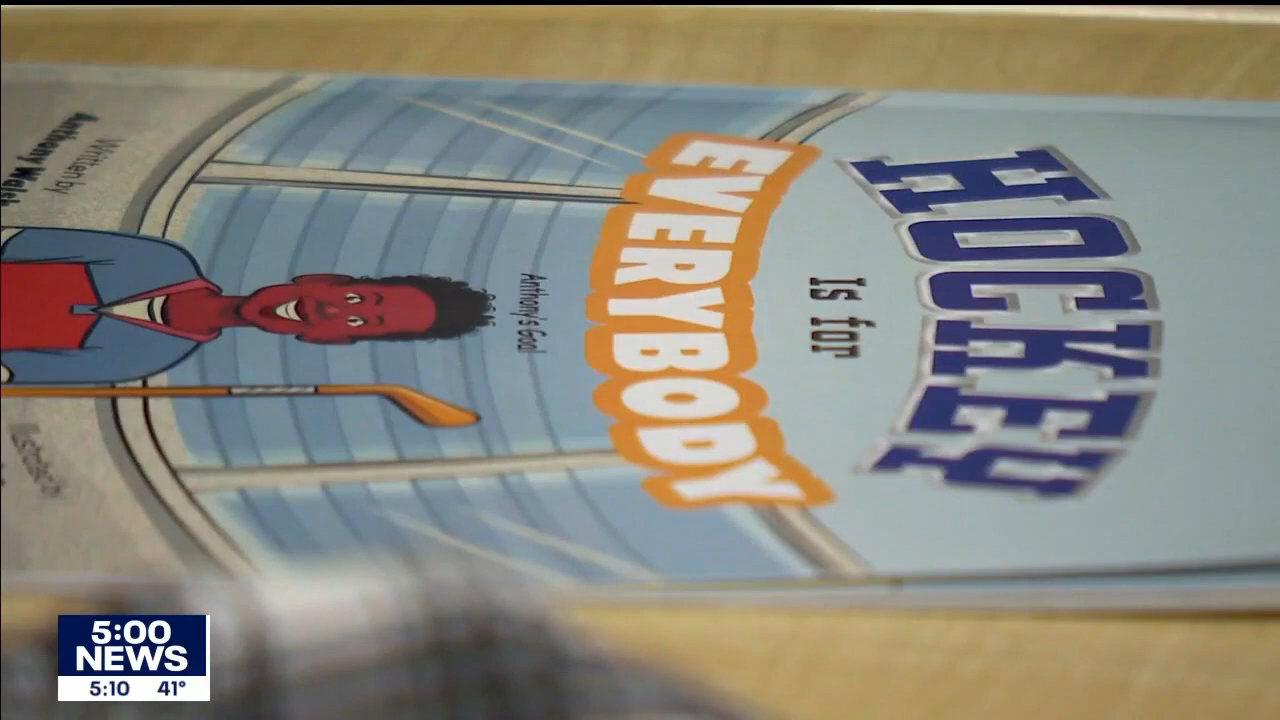 HOCKEY
Is for
EVERYBODY
Anthony's Goal
Written by
Anthony Walsh
5:00
NEWS
5:10 41°